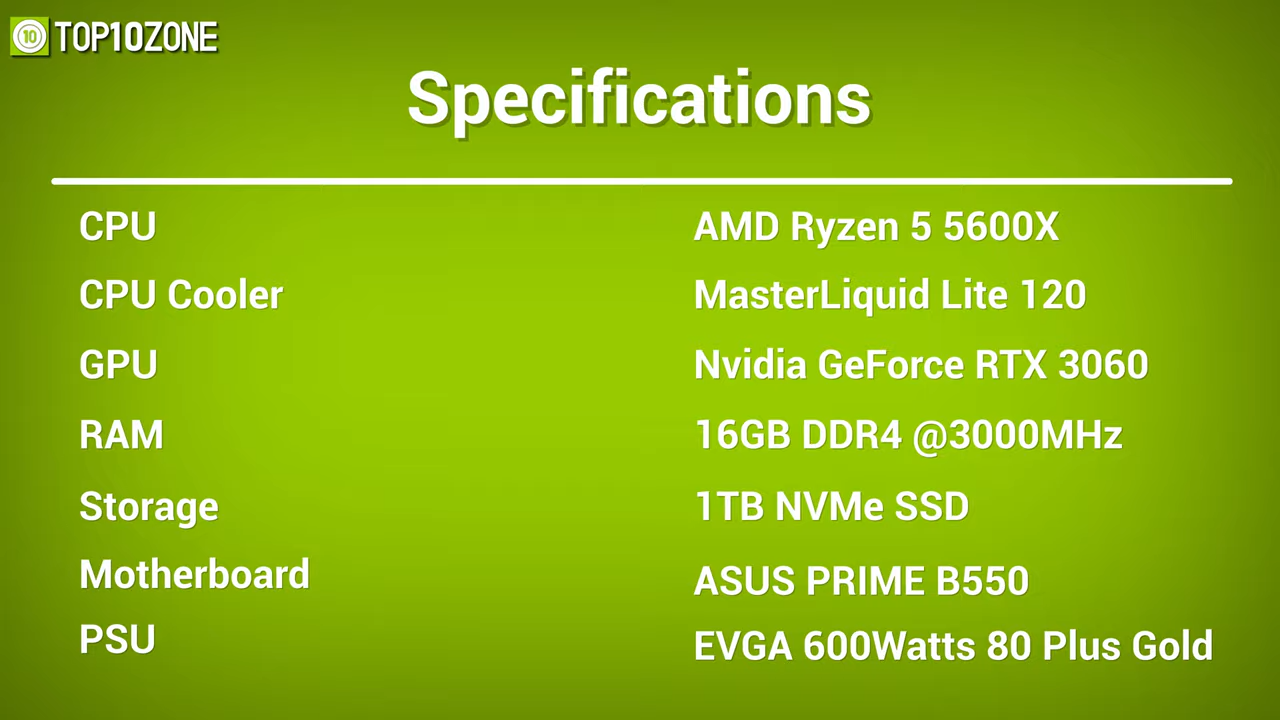 10 TOP10ZONE
Specifications
CPU AMD Ryzen 5 5600X
CPU Cooler MasterLiquid Lite 120
GPU Nvidia GeForce RTX 3060
RAM 16GB DDR4 @3000MHz
Storage 1TB NVMe SSD
Motherboard ASUS PRIME B550
PSU EVGA 600Watts 80 Plus Gold